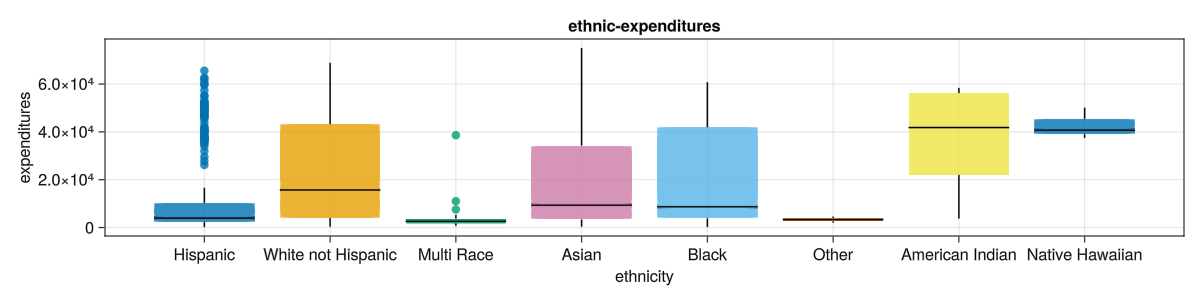 ethnic-expenditures
expenditures
6.0×10⁴
4.0×10⁴
2.0×10⁴
0
Hispanic White not Hispanic Multi Race Asian Black Other American Indian Native Hawaiian
ethnicity